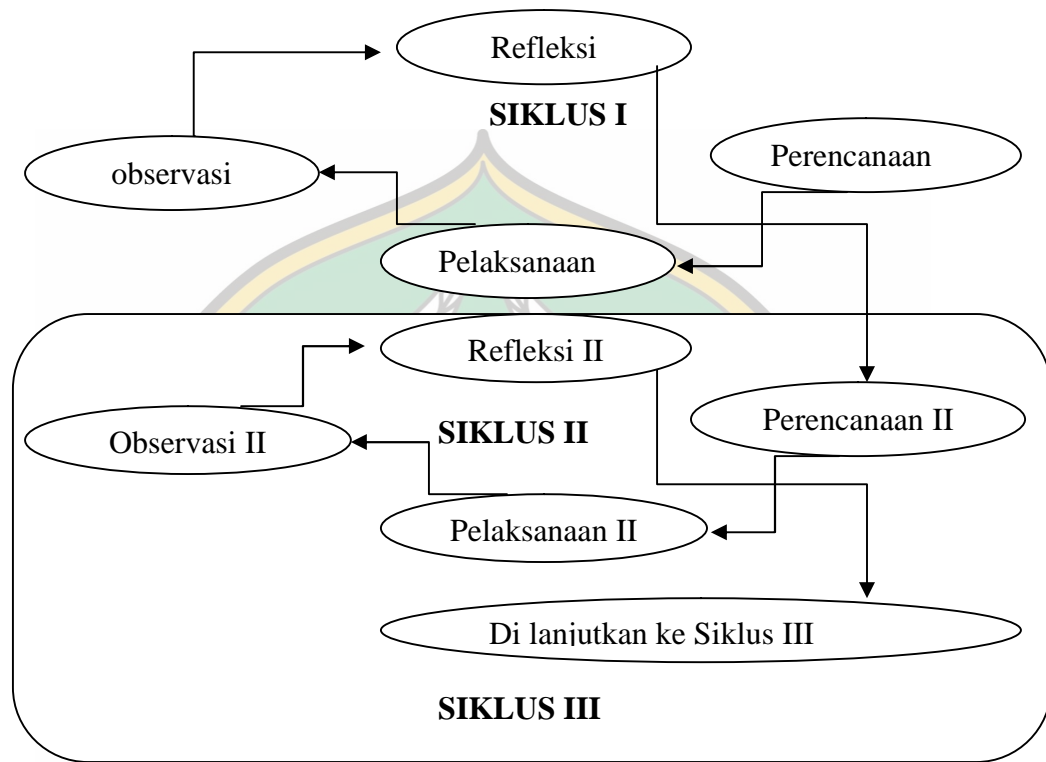 Refleksi
SIKLUS I
Perencanaan
observasi
Pelaksanaan
Refleksi II
Perencanaan II
SIKLUS II
Observasi II
Pelaksanaan II
Di lanjutkan ke Siklus III
SIKLUS III